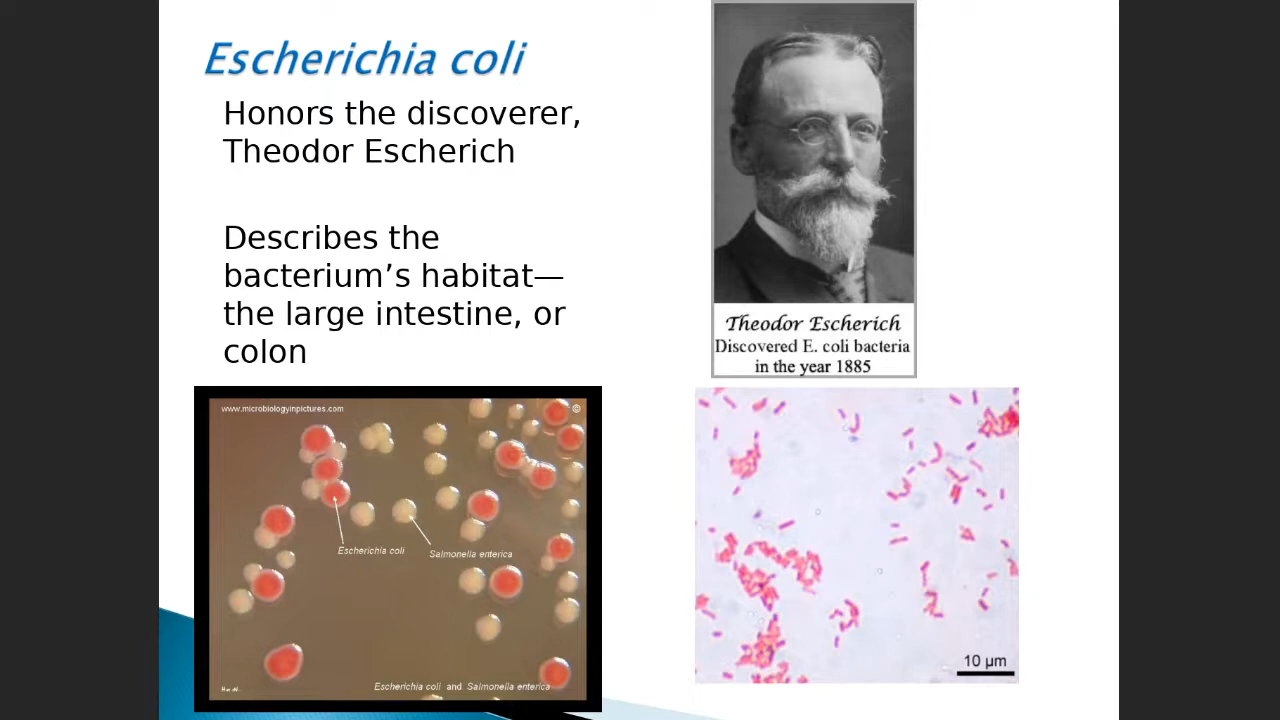 Escherichia coli
Honors the discoverer,
Theodor Escherich
Describes the
bacterium’s habitat—
the large intestine, or
colon
Theodor Escherich
Discovered E. coli bacteria
in the year 1885
www.microbiologyinpictures.com
©
Escherichia coli
Salmonella enterica
Escherichia coli and Salmonella enterica
10 µm